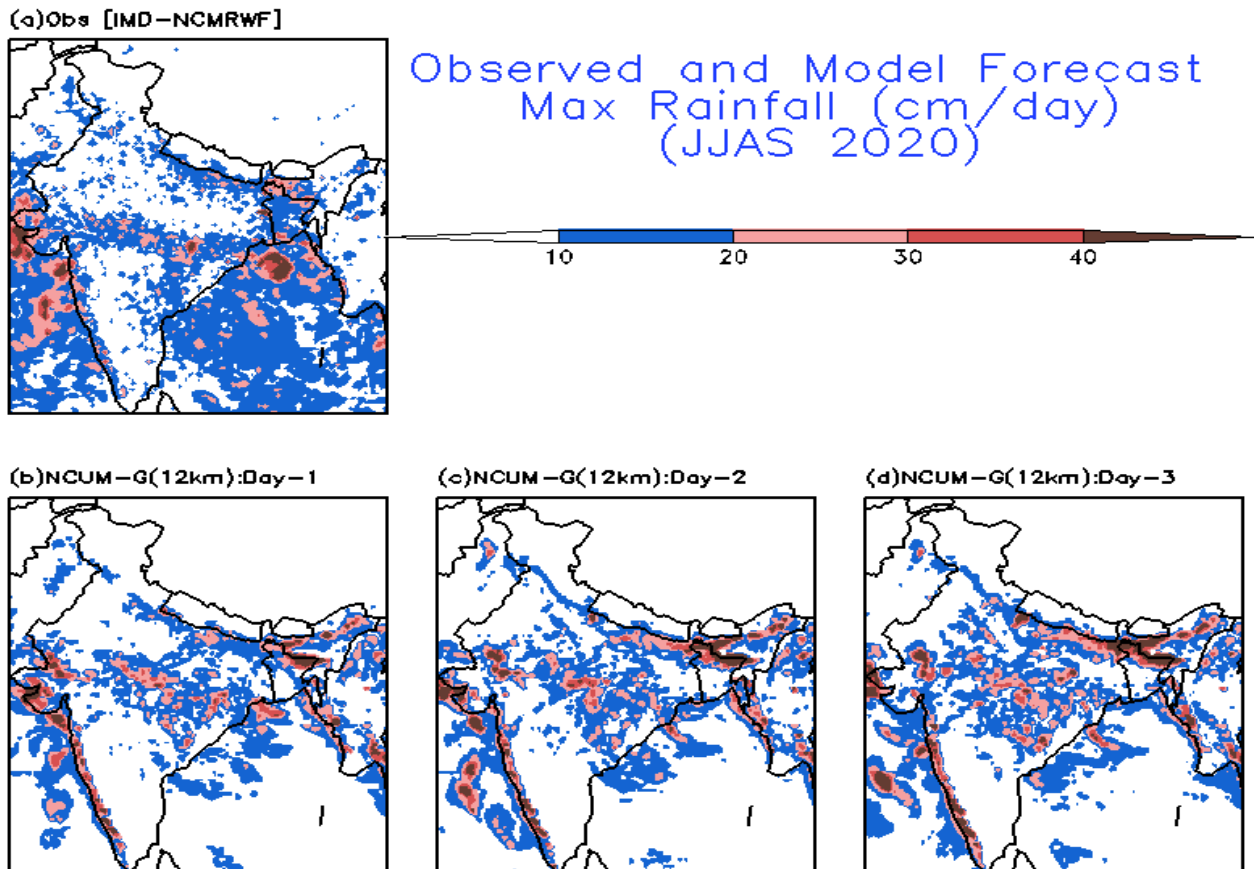 (a)Obs [IMD-NCMRWF]
Observed and Model Forecast
Max Rainfall (cm/day)
(JJAS 2020)
10 20 30 40
(b)NCUM-G(12km):Day-1
(c)NCUM-G(12km):Day-2
(d)NCUM-G(12km):Day-3